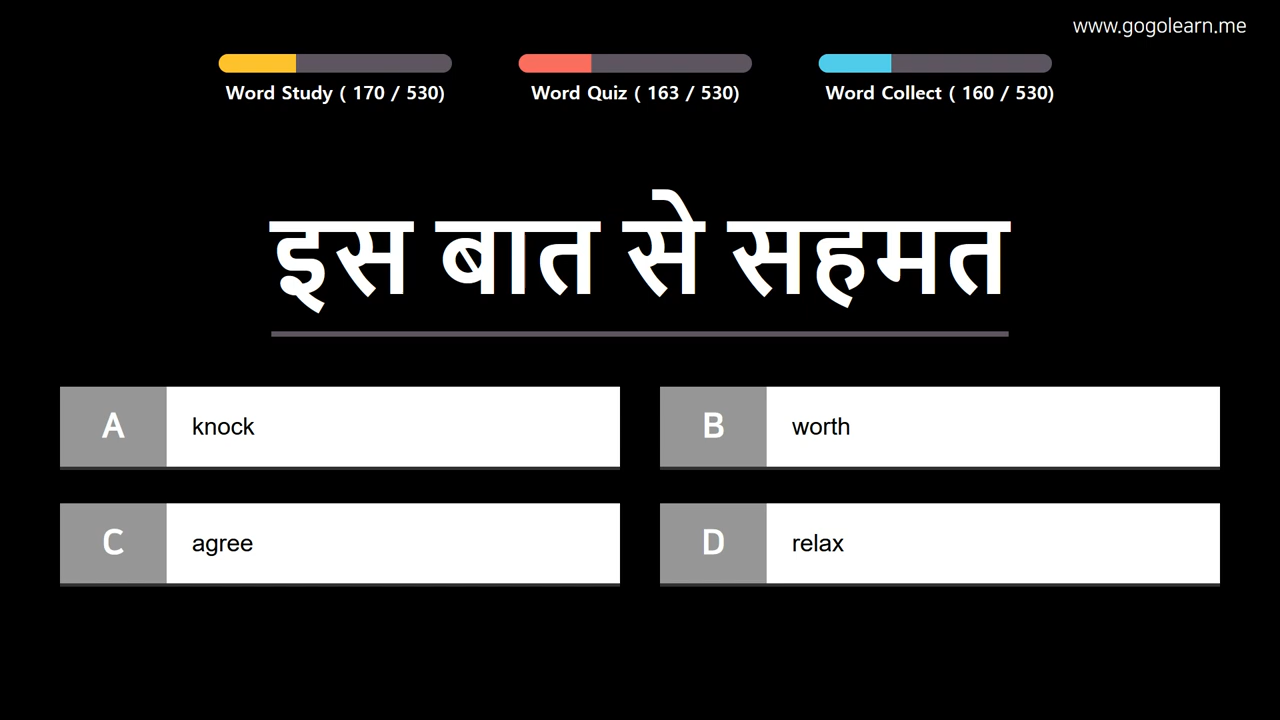 www.gogolearn.me
Word Study ( 170 / 530)
Word Quiz ( 163 / 530)
Word Collect ( 160 / 530)
इस बात से सहमत
A knock
B worth
C agree
D relax